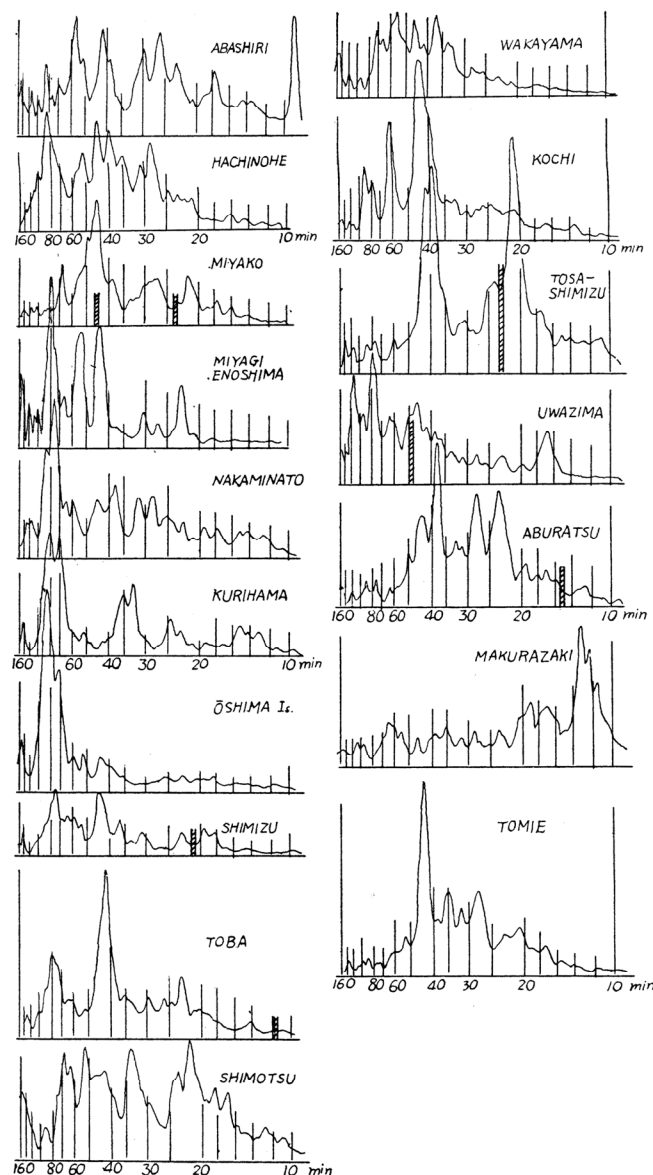 ABASHIRI
HACHINOHE
160 80 60 40 30 20 10 min
MIYAKO
MIYAGI
ENOSHIMA
NAKAMINATO
KURIHAMA
160 80 60 40 30 20 10 min
ŌSHIMA Is.
SHIMIZU
TOBA
SHIMOTSU
160 80 60 40 30 20 10 min
WAKAYAMA
KOCHI
160 80 60 40 30 20 10 min
TOSA-
SHIMIZU
UWAZIMA
ABURATSU
160 80 60 40 30 20 10 min
MAKURAZAKI
TOMIE
160 80 60 40 30 20 10 min